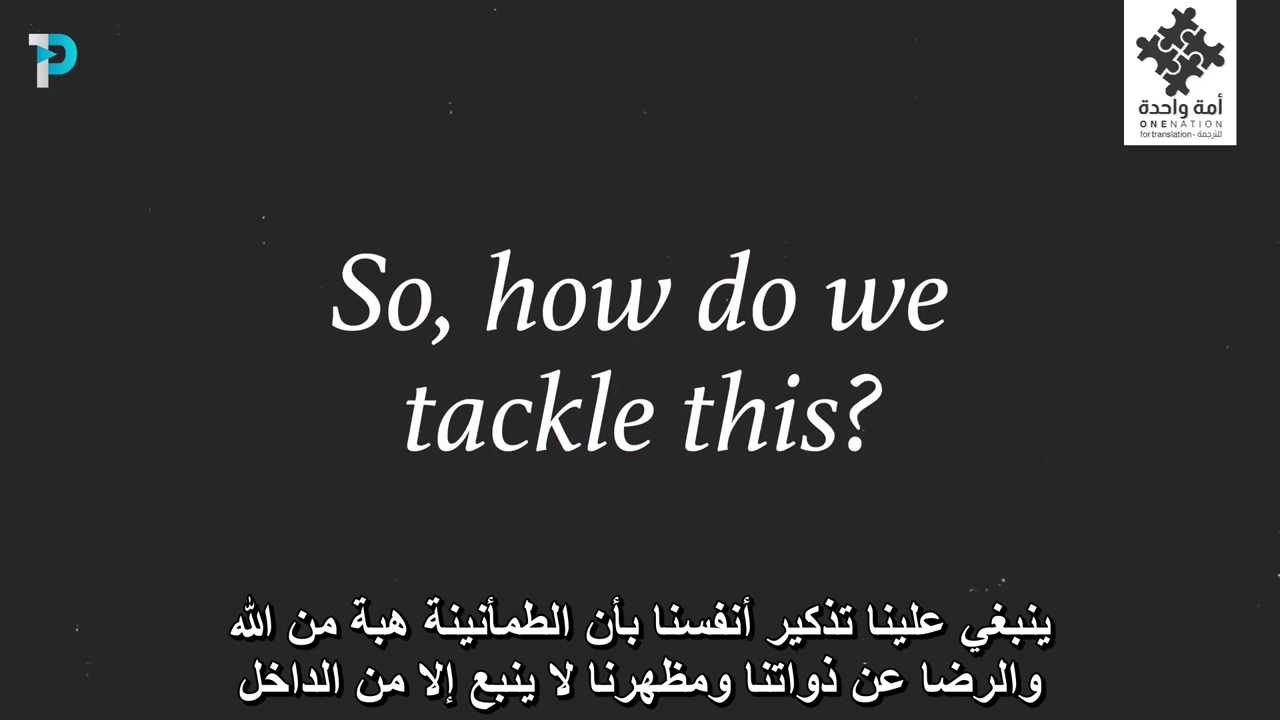 أمة واحدة
ONENATION
for translation - للترجمة
So, how do we
tackle this?
ينبغي علينا تذكير أنفسنا بأن الطمأنينة هبة من الله
والرضا عن ذواتنا ومظهرنا لا ينبع إلا من الداخل